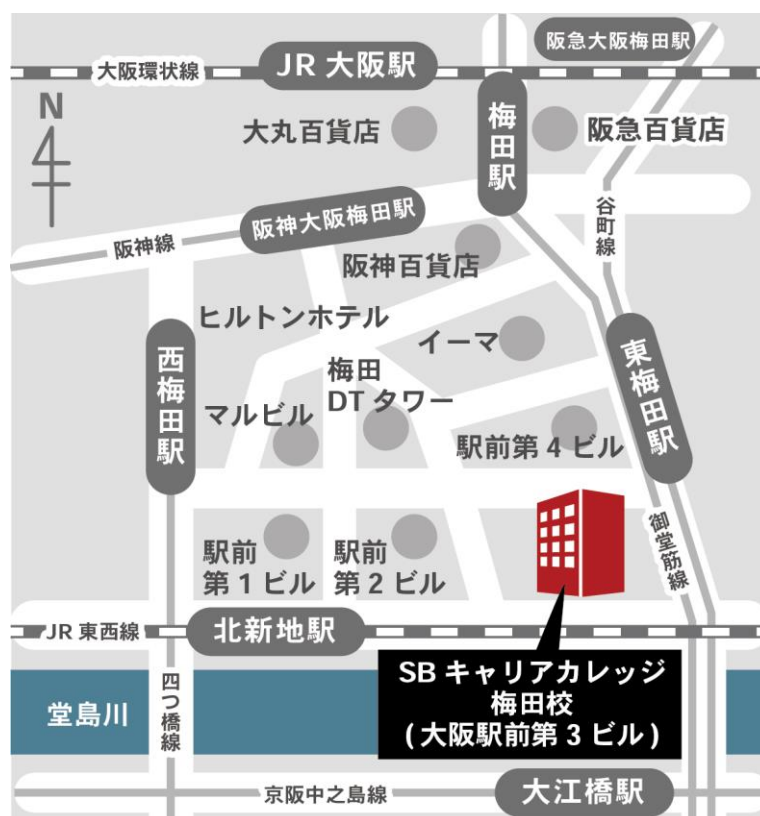 阪急大阪梅田駅
大阪環状線
JR 大阪駅
N
大丸百貨店
梅田駅
阪急百貨店
阪神大阪梅田駅
谷町線
阪神線
阪神百貨店
ヒルトンホテル
イーマ
西梅田駅
梅田
DT タワー
東梅田駅
マルビル
駅前第 4 ビル
御堂筋線
駅前
第 1 ビル
駅前
第 2 ビル
JR 東西線
北新地駅
SB キャリアカレッジ
梅田校
( 大阪駅前第 3 ビル )
堂島川
四つ橋線
京阪中之島線
大江橋駅